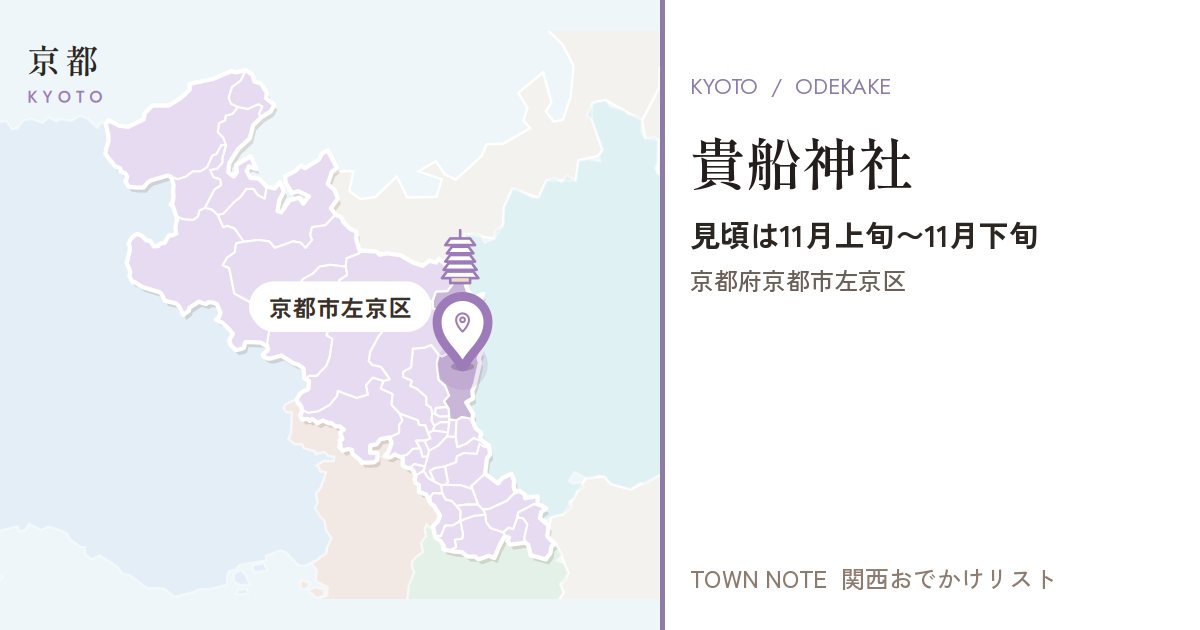 京都
KYOTO
京都市左京区
KYOTO / ODEKAKE
貴船神社
見頃は11月上旬〜11月下旬
京都府京都市左京区
TOWN NOTE 関西おでかけリスト